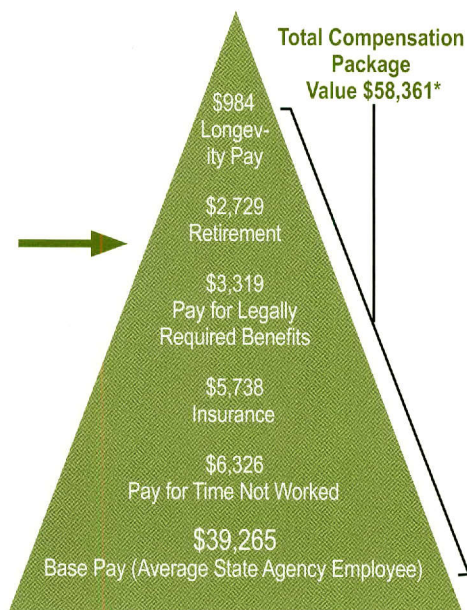 Total Compensation
Package
Value $58,361*
$984
Longev-
ity Pay
$2,729
Retirement
$3,319
Pay for Legally
Required Benefits
$5,738
Insurance
$6,326
Pay for Time Not Worked
$39,265
Base Pay (Average State Agency Employee)